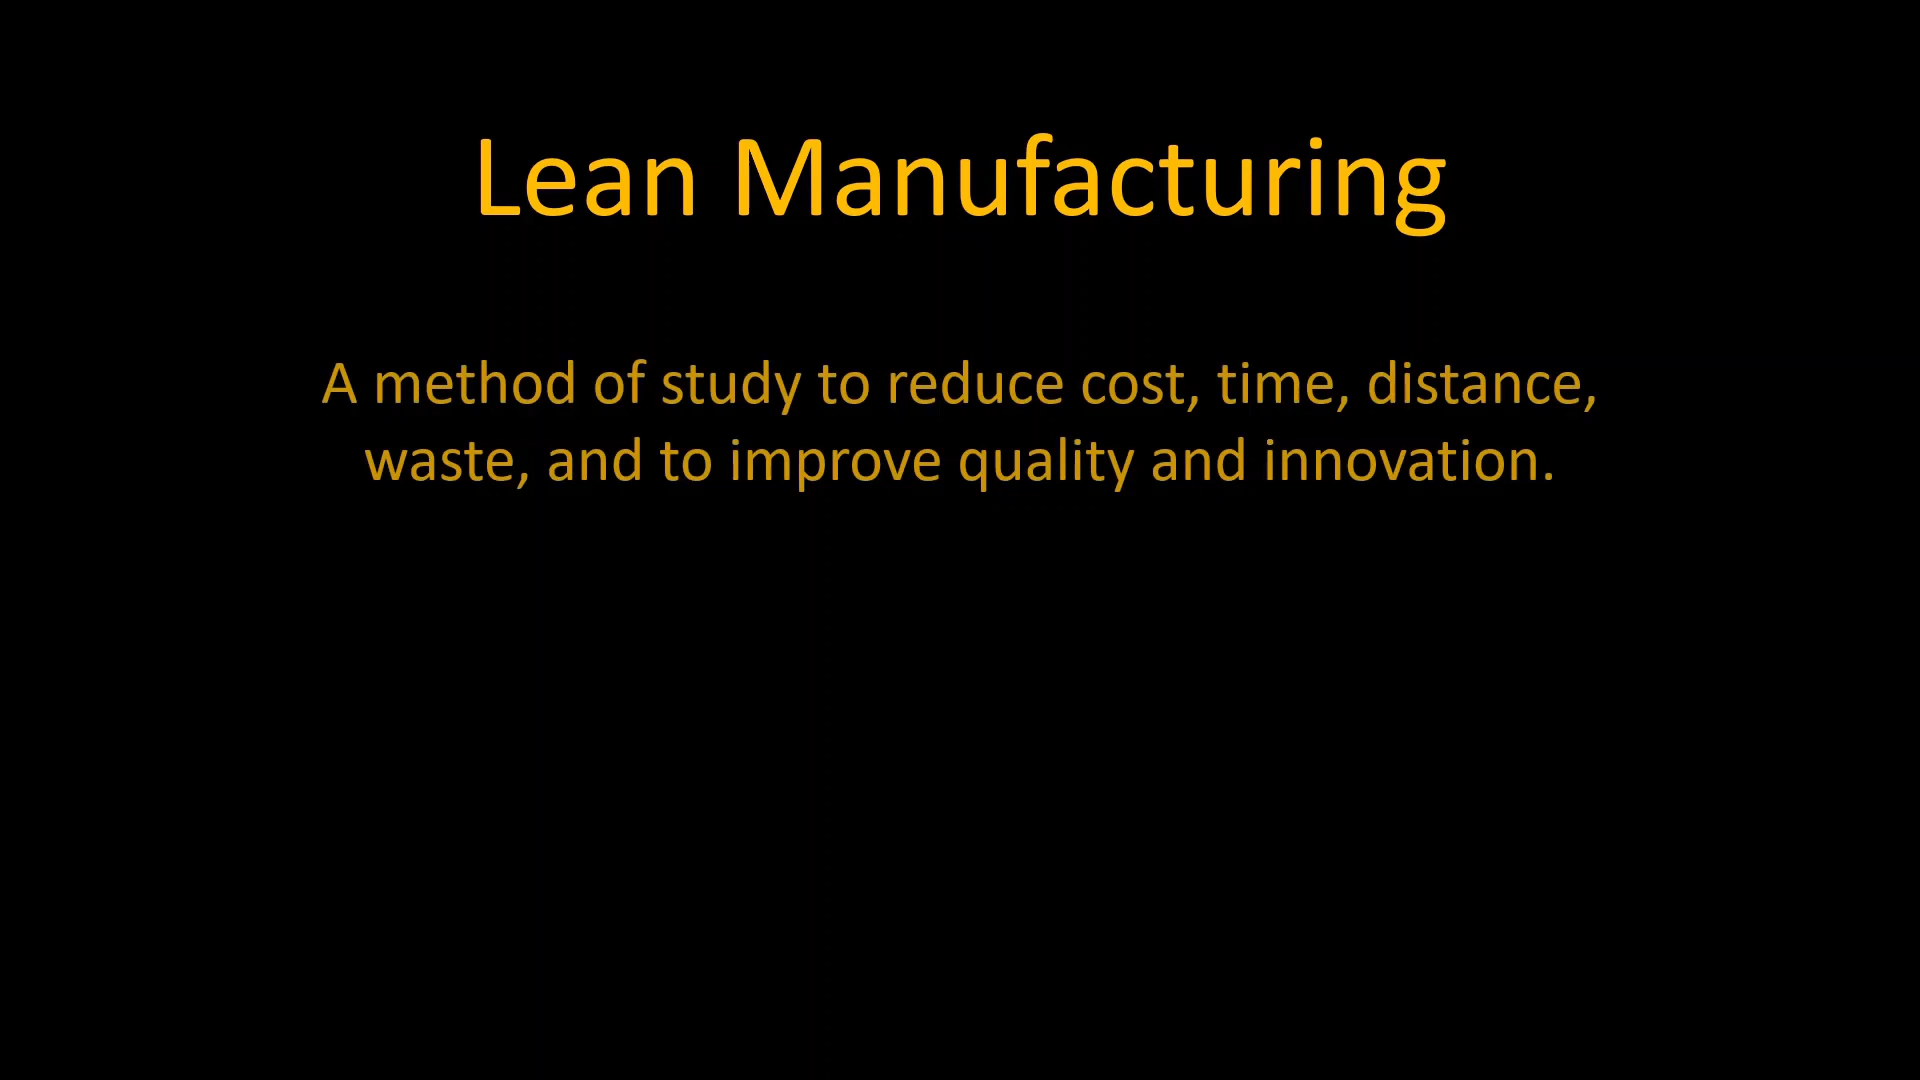 Lean Manufacturing
A method of study to reduce cost, time, distance,
waste, and to improve quality and innovation.